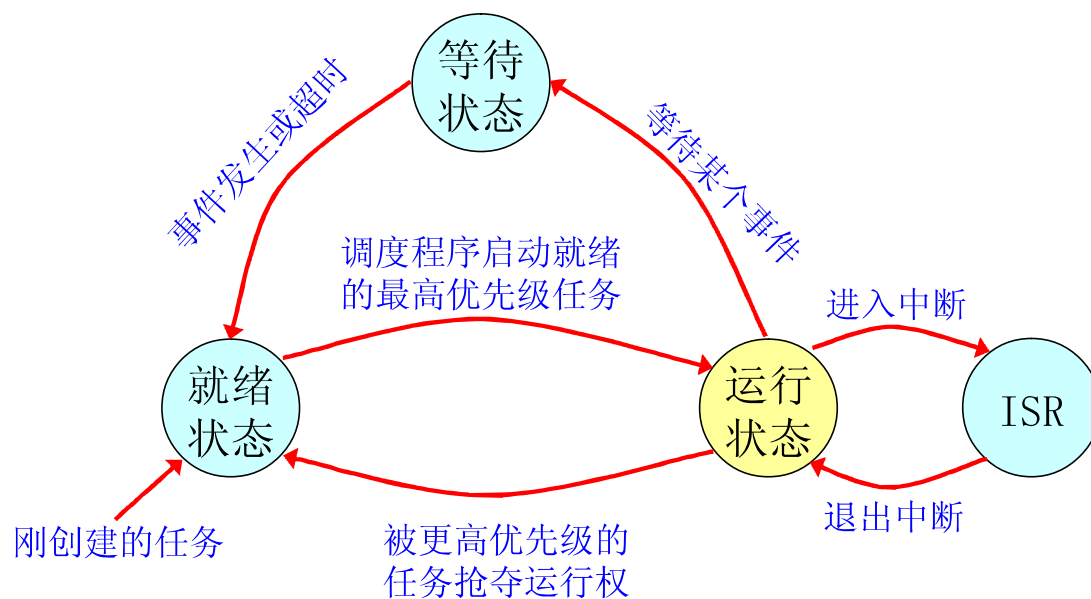 等待
状态
事件发生或超时
等待某个事件
调度程序启动就绪
的最高优先级任务
进入中断
就绪
状态
运行
状态
ISR
退出中断
刚创建的任务
被更高优先级的
任务抢夺运行权